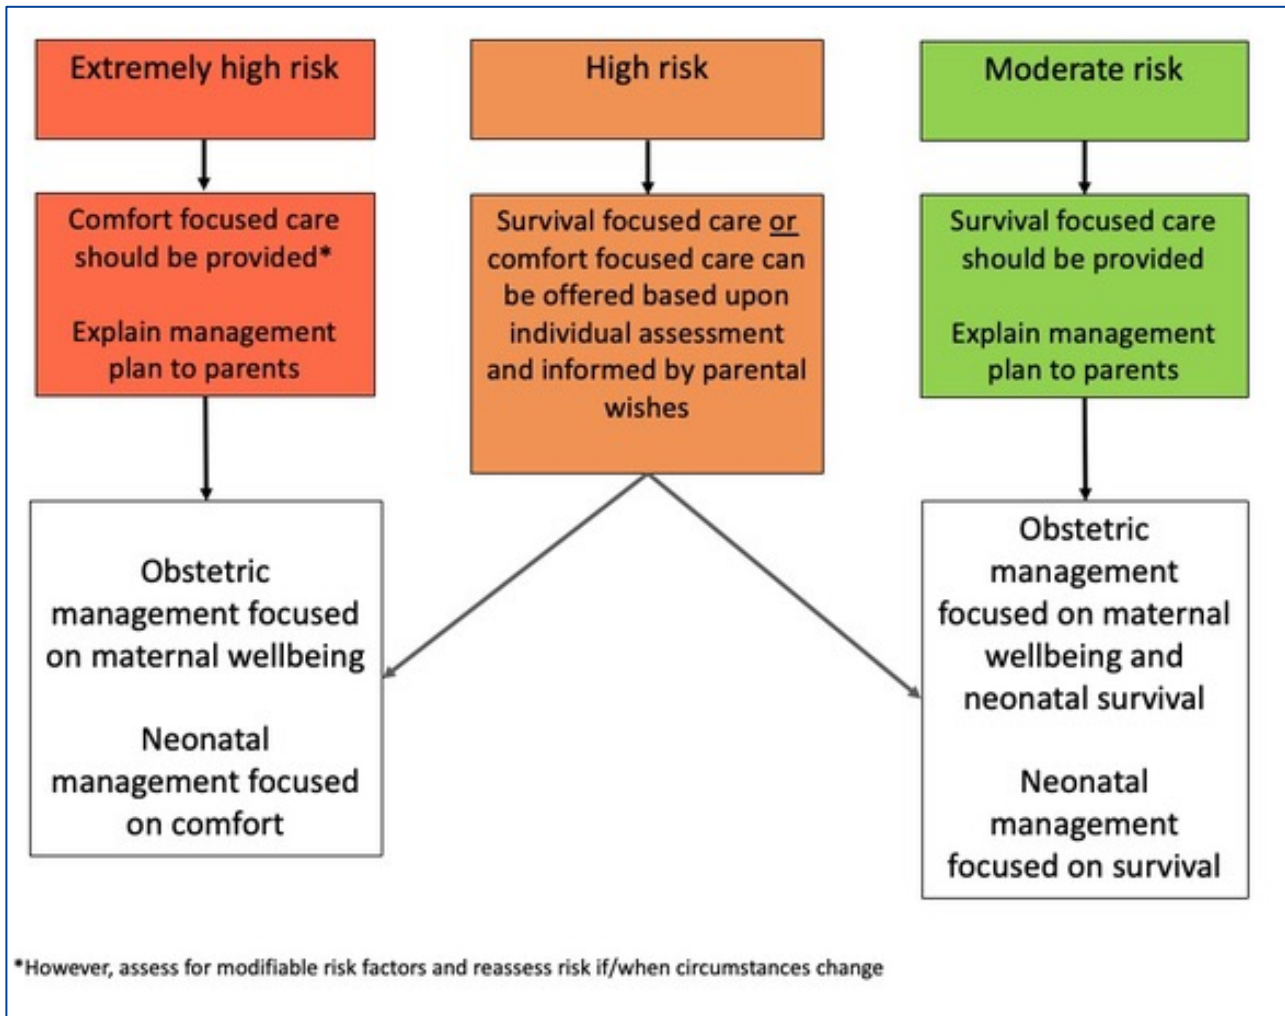 Extremely high risk
High risk
Moderate risk
Comfort focused care
should be provided*
Explain management
plan to parents
Survival focused care or
comfort focused care can
be offered based upon
individual assessment
and informed by parental
wishes
Survival focused care
should be provided
Explain management
plan to parents
Obstetric
management focused
on maternal wellbeing
Neonatal
management focused
on comfort
Obstetric
management
focused on maternal
wellbeing and
neonatal survival
Neonatal
management
focused on survival
*However, assess for modifiable risk factors and reassess risk if/when circumstances change